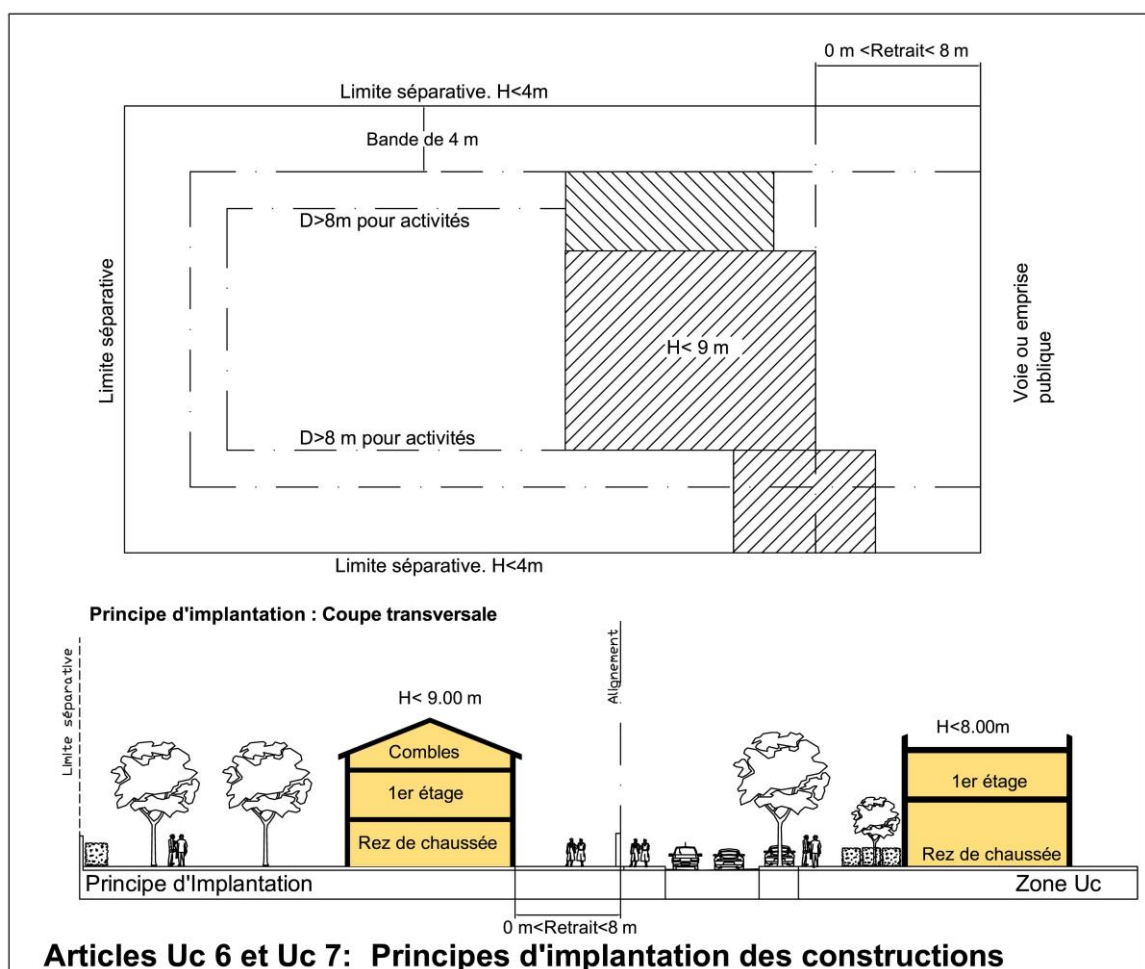 0 m <Retrait< 8 m
Limite séparative. H<4m
Bande de 4 m
D>8m pour activités
Limite séparative
H< 9 m
Voie ou emprise
publique
D>8 m pour activités
Limite séparative. H<4m
Principe d'implantation : Coupe transversale
Limite séparative
Alignement
H< 9.00 m
H<8.00m
Combles
1er étage
1er étage
Rez de chaussée
Rez de chaussée
Principe d'Implantation
Zone Uc
0 m<Retrait<8 m
Articles Uc 6 et Uc 7: Principes d'implantation des constructions